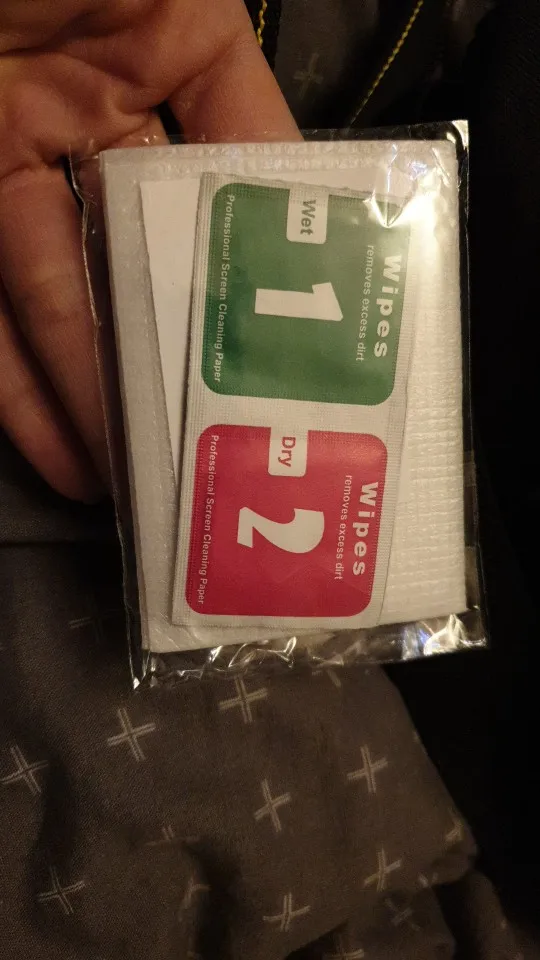 Wipes
removes excess dirt
Wet
1
Professional Screen Cleaning Paper
Wipes
removes excess dirt
Dry
2
Professional Screen Cleaning Paper